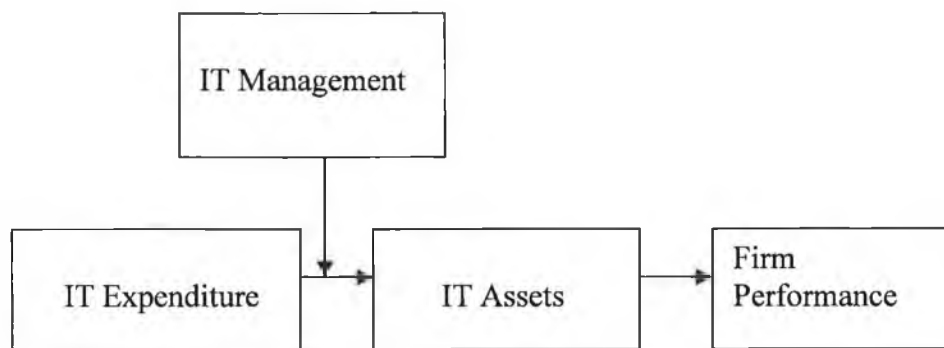 IT Management
IT Expenditure
IT Assets
Firm
Performance